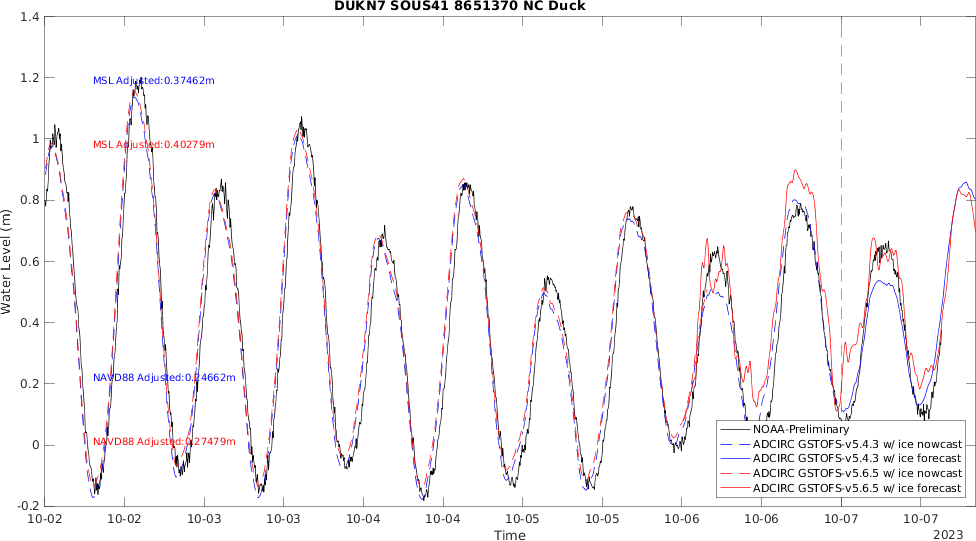 DUKN7 SOUS41 8651370 NC Duck
1.4
1.2
1
0.8
0.6
0.4
0.2
0
-0.2
Water Level (m)
MSL Adjusted:0.37462m
MSL Adjusted:0.40279m
NAVD88 Adjusted:0.24662m
NAVD88 Adjusted:0.27479m
NOAA-Preliminary
ADCIRC GSTOFS-v5.4.3 w/ ice nowcast
ADCIRC GSTOFS-v5.4.3 w/ ice forecast
ADCIRC GSTOFS-v5.6.5 w/ ice nowcast
ADCIRC GSTOFS-v5.6.5 w/ ice forecast
10-02 10-02 10-03 10-03 10-04 10-04 10-05 10-05 10-06 10-06 10-07 10-07
Time
2023